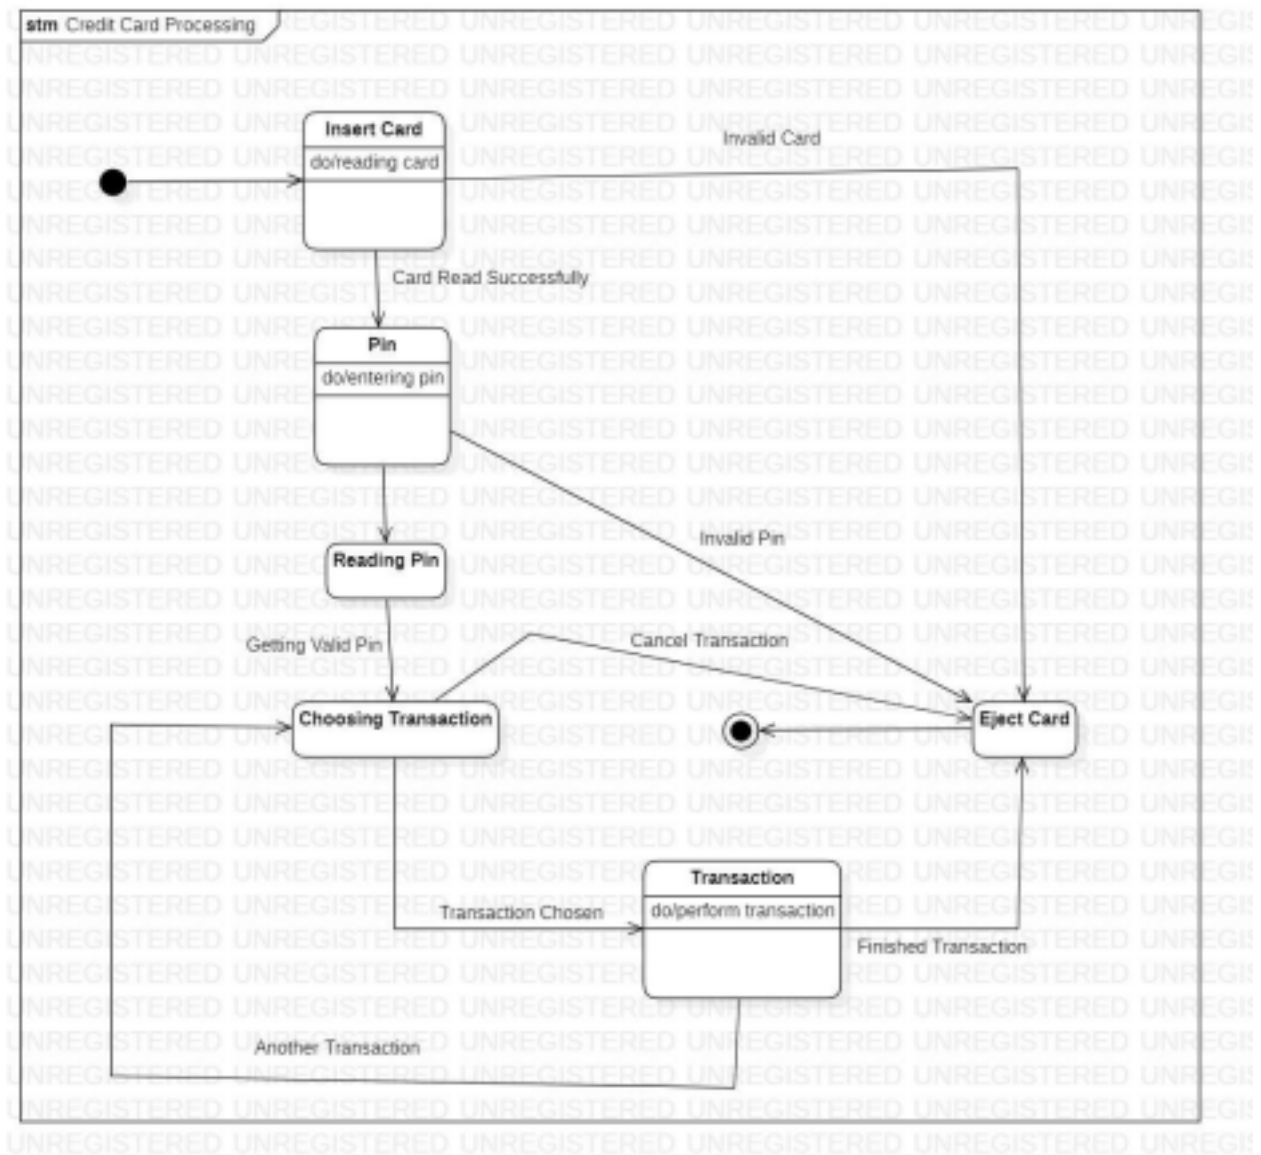 stm Credit Card Processing
Insert Card
do/reading card
Invalid Card
Card Read Successfully
Pin
do/entering pin
Invalid Pin
Reading Pin
Getting Valid Pin
Cancel Transaction
Choosing Transaction
Eject Card
Transaction
do/perform transaction
Transaction Chosen
Finished Transaction
Another Transaction
UNREGISTERED